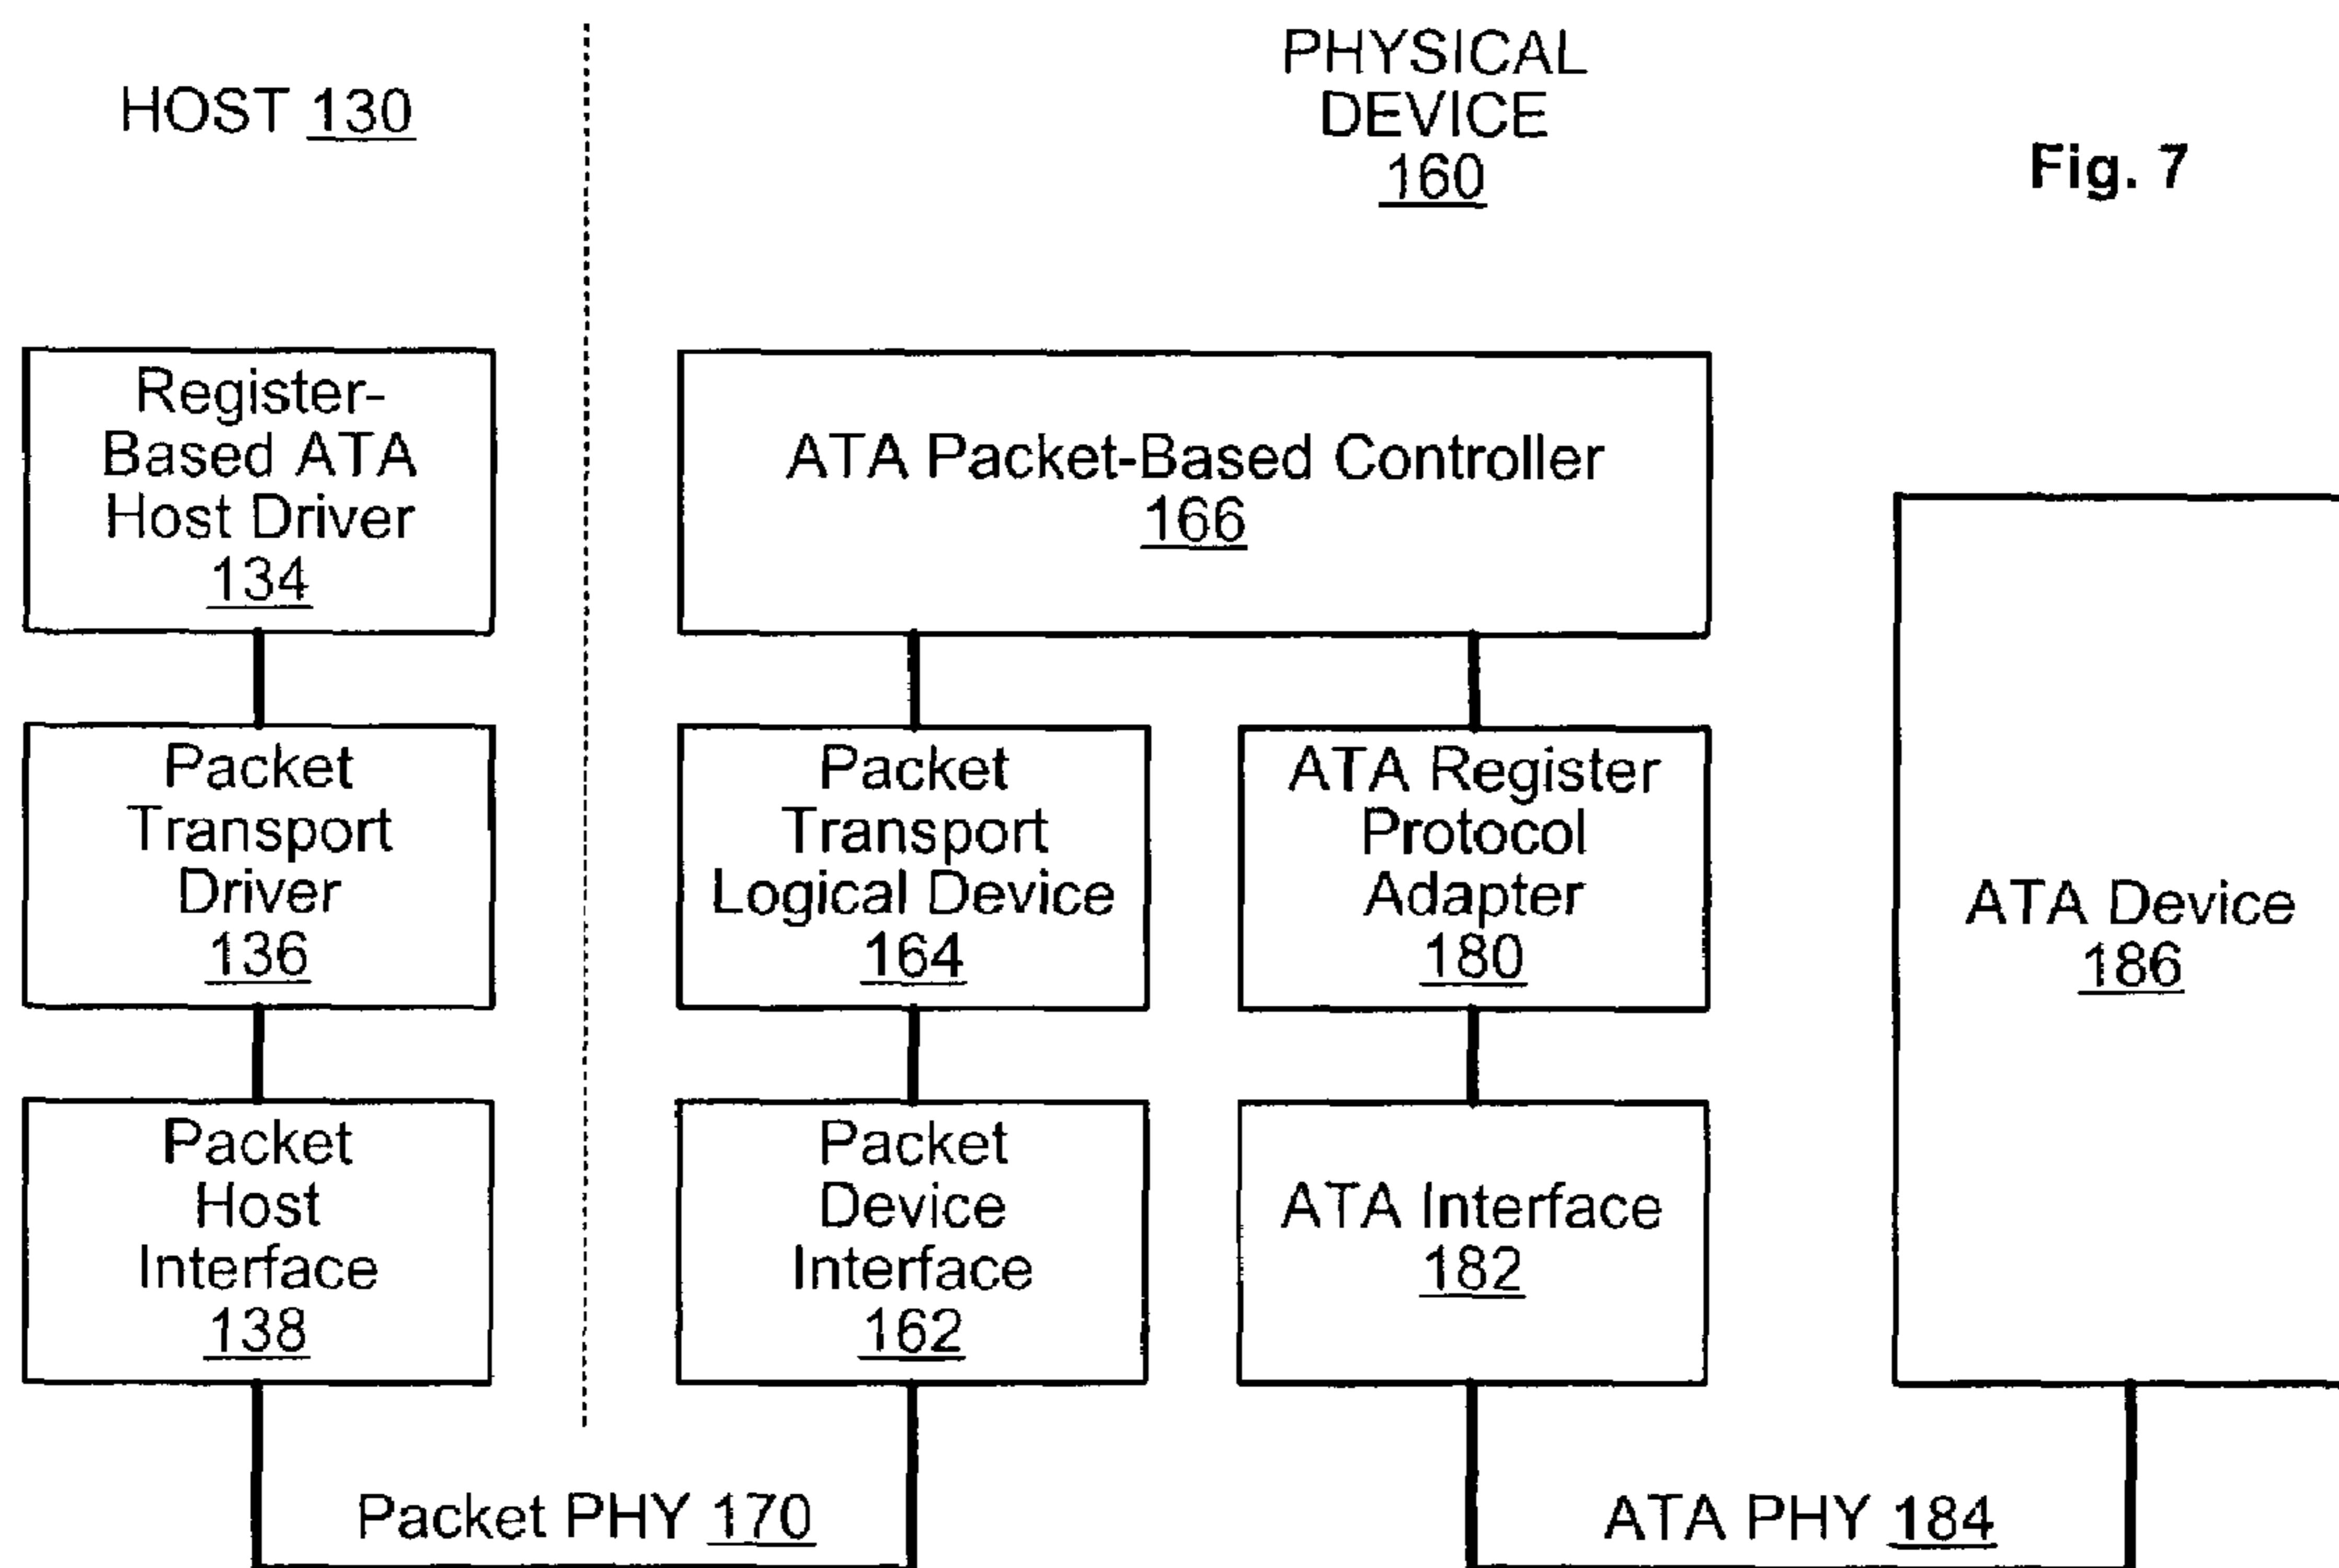 HOST 130
PHYSICAL
DEVICE
160
Fig. 7
Register-
Based ATA
Host Driver
134
ATA Packet-Based Controller
166
Packet
Transport
Driver
136
Packet
Transport
Logical Device
164
ATA Register
Protocol
Adapter
180
ATA Device
186
Packet
Host
Interface
138
Packet
Device
Interface
162
ATA Interface
182
Packet PHY 170
ATA PHY 184